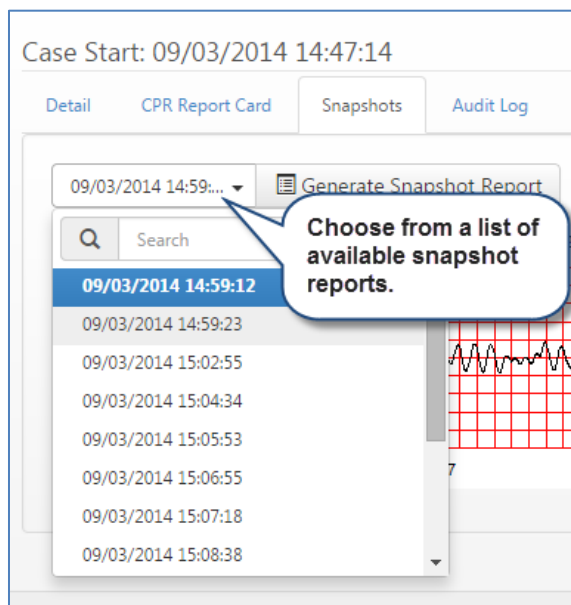 Case Start: 09/03/2014 14:47:14
Detail CPR Report Card Snapshots Audit Log
09/03/2014 14:59:... Generate Snapshot Report
Choose from a list of
available snapshot
reports.
Search
09/03/2014 14:59:12
09/03/2014 14:59:23
09/03/2014 15:02:55
09/03/2014 15:04:34
09/03/2014 15:05:53
09/03/2014 15:06:55
7
09/03/2014 15:07:18
09/03/2014 15:08:38